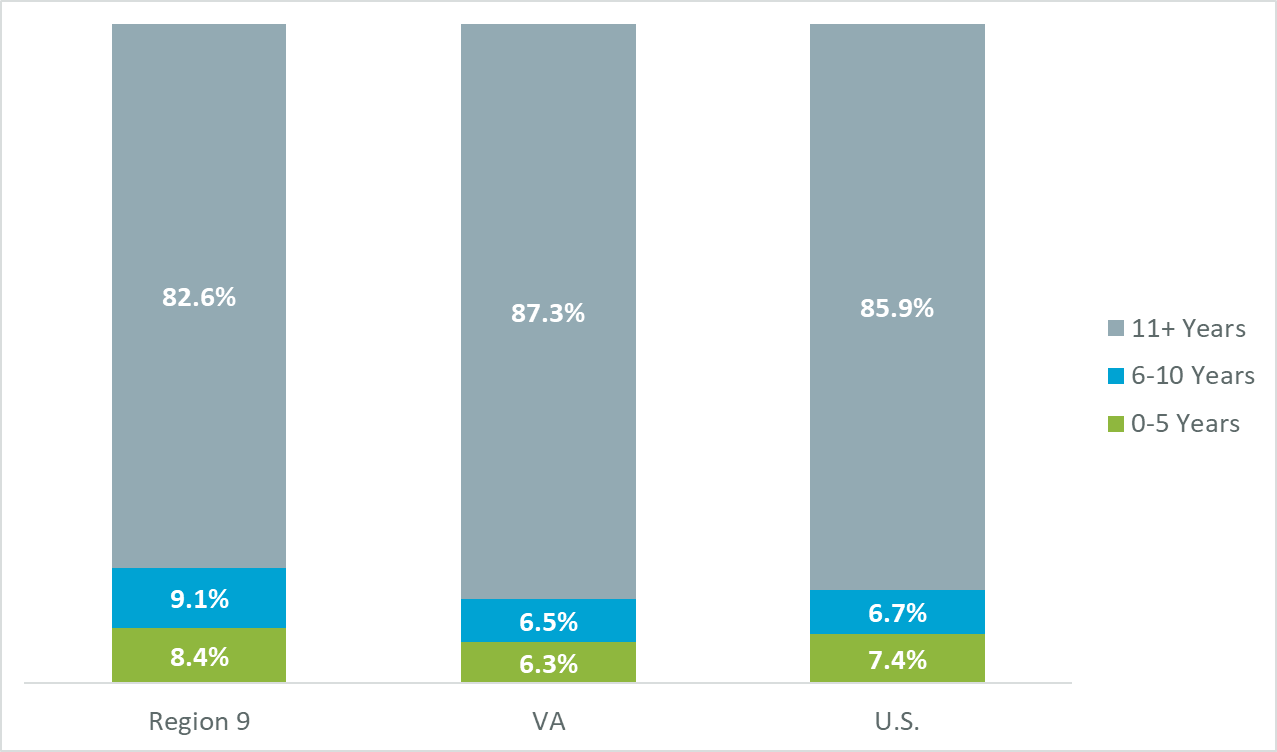 82.6%
87.3%
85.9%
9.1%
6.5%
6.7%
8.4%
6.3%
7.4%
Region 9
VA
U.S.
11+ Years
6-10 Years
0-5 Years